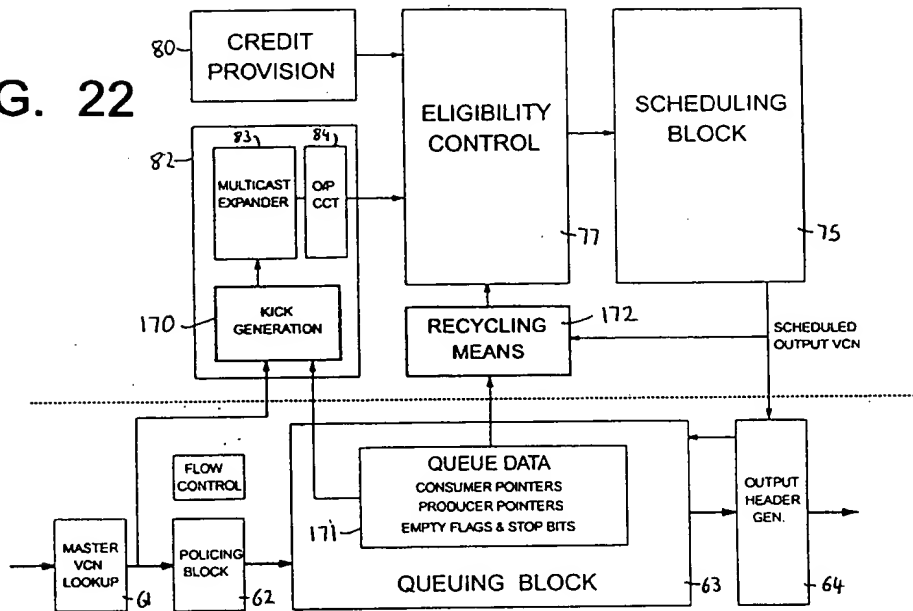 G. 22
80
CREDIT
PROVISION
82
83
84
MULTICAST
EXPANDER
O/P
CCT
170
KICK
GENERATION
ELIGIBILITY
CONTROL
77
SCHEDULING
BLOCK
75
RECYCLING
MEANS
172
SCHEDULED
OUTPUT VCN
FLOW
CONTROL
MASTER
VCN
LOOKUP
61
POLICING
BLOCK
62
QUEUE DATA
CONSUMER POINTERS
PRODUCER POINTERS
EMPTY FLAGS & STOP BITS
171
QUEUING BLOCK
63
OUTPUT
HEADER
GEN.
64